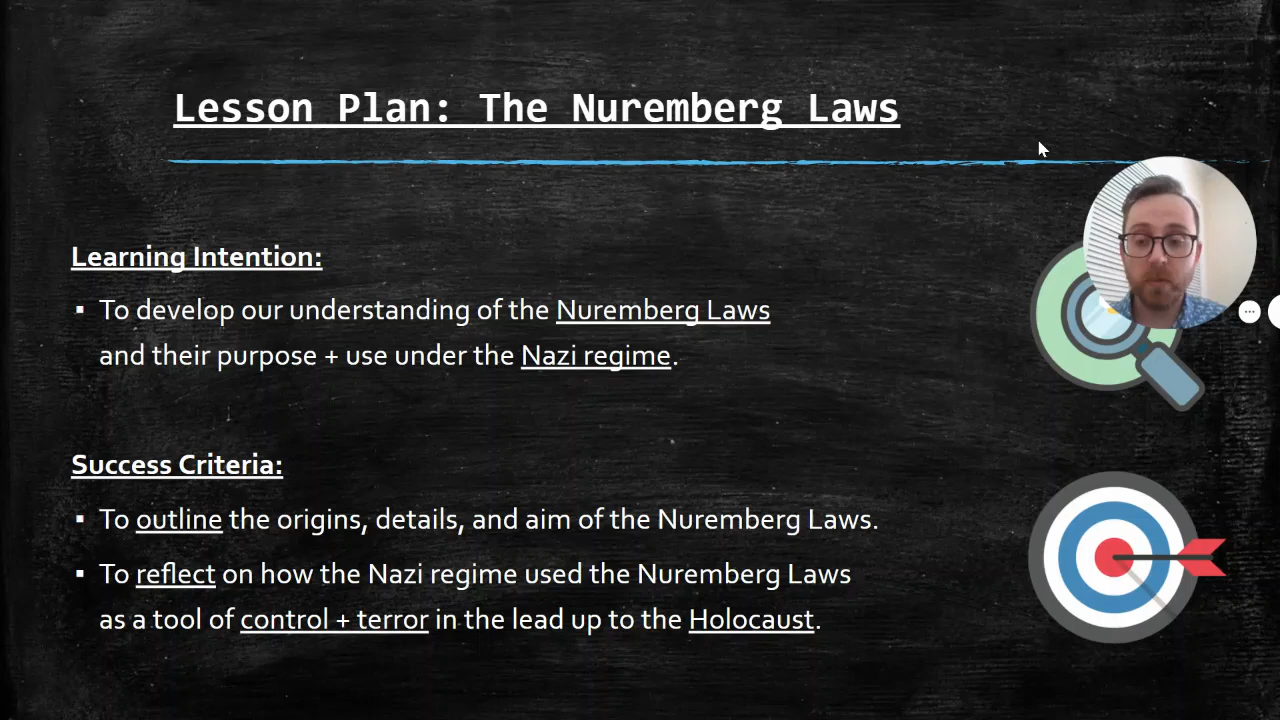 Lesson Plan: The Nuremberg Laws
Learning Intention:
▪ To develop our understanding of the Nuremberg Laws
and their purpose + use under the Nazi regime.
Success Criteria:
▪ To outline the origins, details, and aim of the Nuremberg Laws.
▪ To reflect on how the Nazi regime used the Nuremberg Laws
as a tool of control + terror in the lead up to the Holocaust.